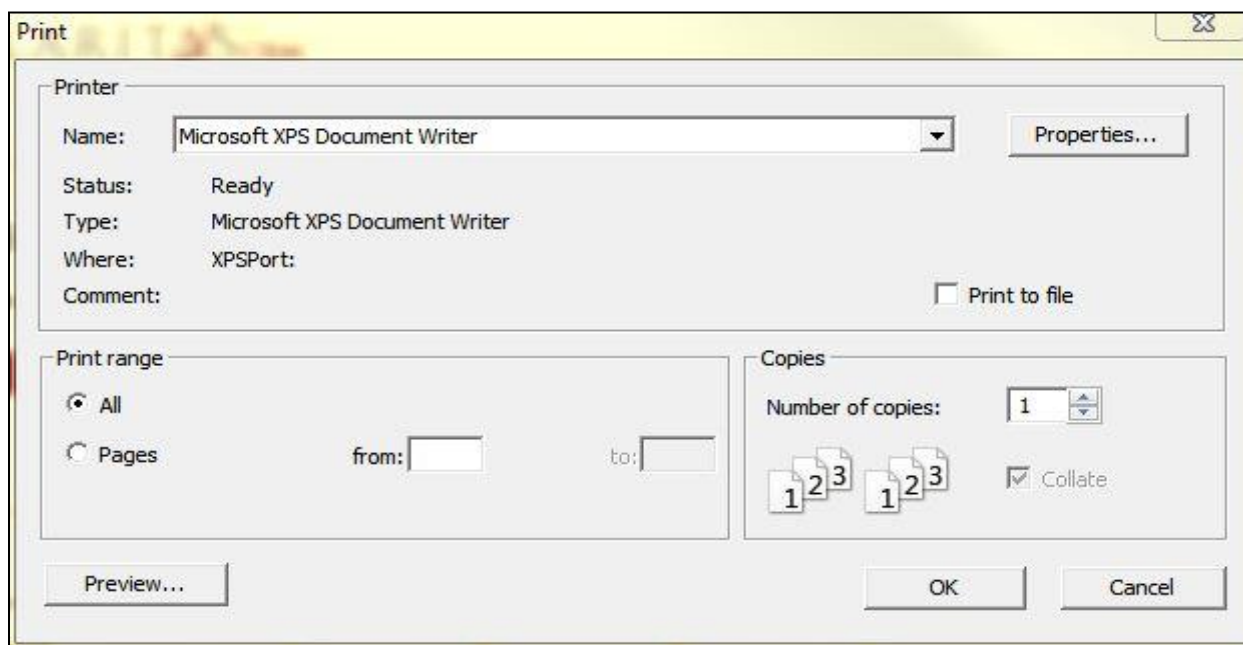 Print
Printer
Name: Microsoft XPS Document Writer Properties...
Status: Ready
Type: Microsoft XPS Document Writer
Where: XPSPort:
Comment: Print to file
Print range
All
Pages from: to:
Copies
Number of copies: 1
1 2 3 1 2 3 Collate
Preview... OK Cancel